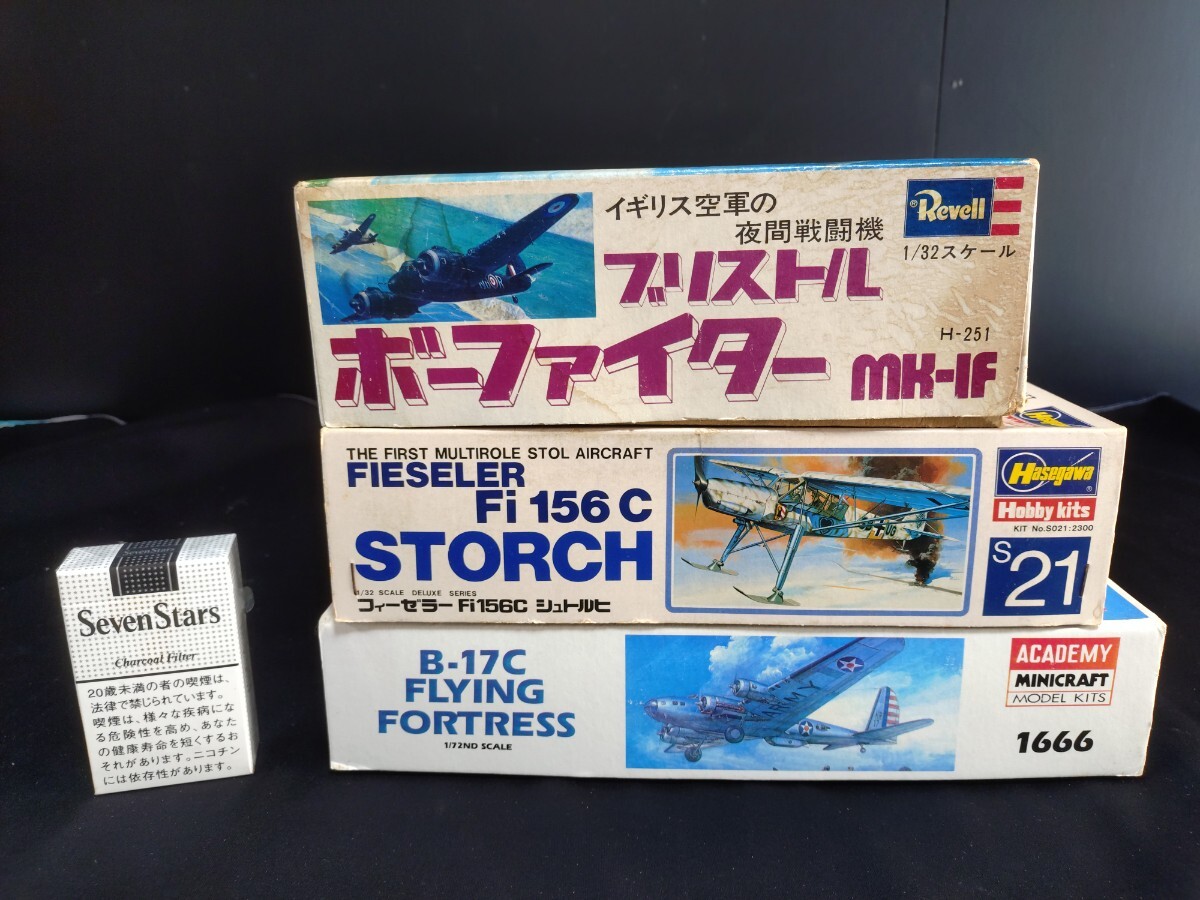 イギリス空軍の
夜間戦闘機
ブリストル
ボーファイター MK-IF
Revell
1/32スケール
H-251
THE FIRST MULTIROLE STOL AIRCRAFT
FIESELER
Fi 156 C
STORCH
1/32 SCALE DELUXE SERIES
フィーゼラー Fi156C シュトルヒ
Hasegawa
Hobby kits
KIT No.S021:2300
S21
B-17C
FLYING
FORTRESS
1/72ND SCALE
ACADEMY
MINICRAFT
MODEL KITS
1666
SevenStars
SevenStars
Charcoal Filter
20歳未満の者の喫煙は、
法律で禁じられています。
喫煙は、様々な疾病にな
る危険性を高め、あなた
の健康寿命を短くするお
それがあります。ニコチン
には依存性があります。